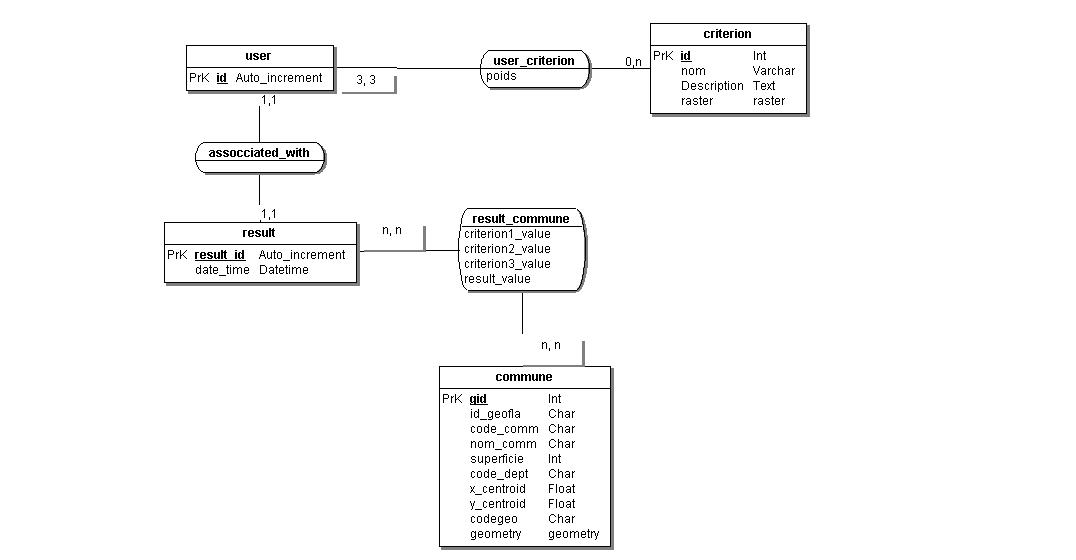 user
PrK id Auto_increment
3, 3
user_criterion
poids
0,n
criterion
PrK id Int
nom Varchar
Description Text
raster raster
1,1
assocciated_with
1,1
result
PrK result_id Auto_increment
date_time Datetime
n, n
result_commune
criterion1_value
criterion2_value
criterion3_value
result_value
n, n
commune
PrK gid Int
id_geofla Char
code_comm Char
nom_comm Char
superficie Int
code_dept Char
x_centroid Float
y_centroid Float
codegeo Char
geometry geometry